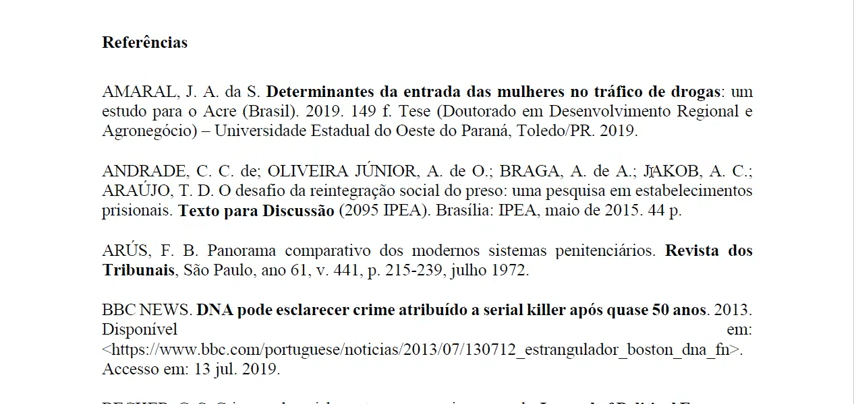 Referências
AMARAL, J. A. da S. Determinantes da entrada das mulheres no tráfico de drogas: um
estudo para o Acre (Brasil). 2019. 149 f. Tese (Doutorado em Desenvolvimento Regional e
Agronegócio) – Universidade Estadual do Oeste do Paraná, Toledo/PR. 2019.
ANDRADE, C. C. de; OLIVEIRA JÚNIOR, A. de O.; BRAGA, A. de A.; JAKOB, A. C.;
ARAÚJO, T. D. O desafio da reintegração social do preso: uma pesquisa em estabelecimentos
prisionais. Texto para Discussão (2095 IPEA). Brasília: IPEA, maio de 2015. 44 p.
ARÚS, F. B. Panorama comparativo dos modernos sistemas penitenciários. Revista dos
Tribunais, São Paulo, ano 61, v. 441, p. 215-239, julho 1972.
BBC NEWS. DNA pode esclarecer crime atribuído a serial killer após quase 50 anos. 2013.
Disponível em:
<https://www.bbc.com/portuguese/noticias/2013/07/130712_estrangulador_boston_dna_fn>.
Accesso em: 13 jul. 2019.